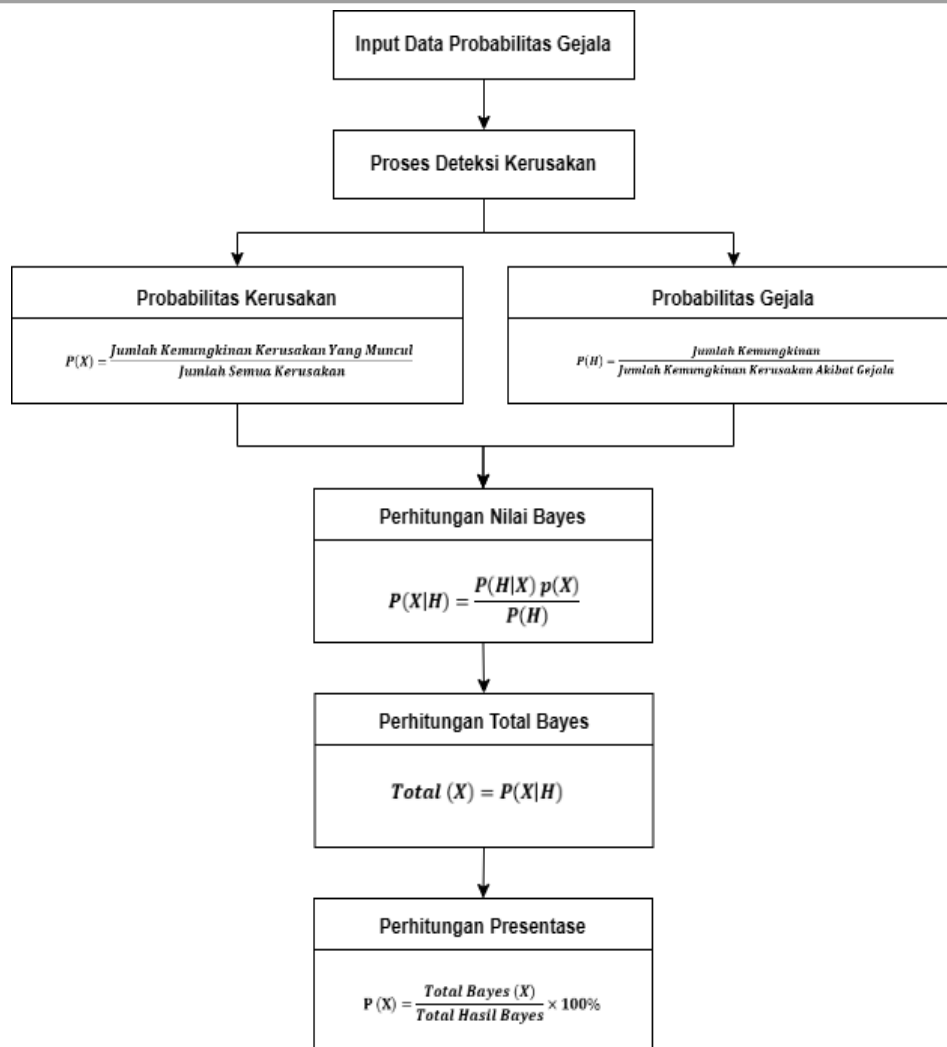 Input Data Probabilitas Gejala
Proses Deteksi Kerusakan
Probabilitas Kerusakan
P(X) = Jumlah Kemungkinan Kerusakan Yang Muncul / Jumlah Semua Kerusakan
Probabilitas Gejala
P(H) = Jumlah Kemungkinan / Jumlah Kemungkinan Kerusakan Akibat Gejala
Perhitungan Nilai Bayes
P(X|H) = P(H|X) p(X) / P(H)
Perhitungan Total Bayes
Total (X) = P(X|H)
Perhitungan Presentase
P (X) = Total Bayes (X) / Total Hasil Bayes × 100%